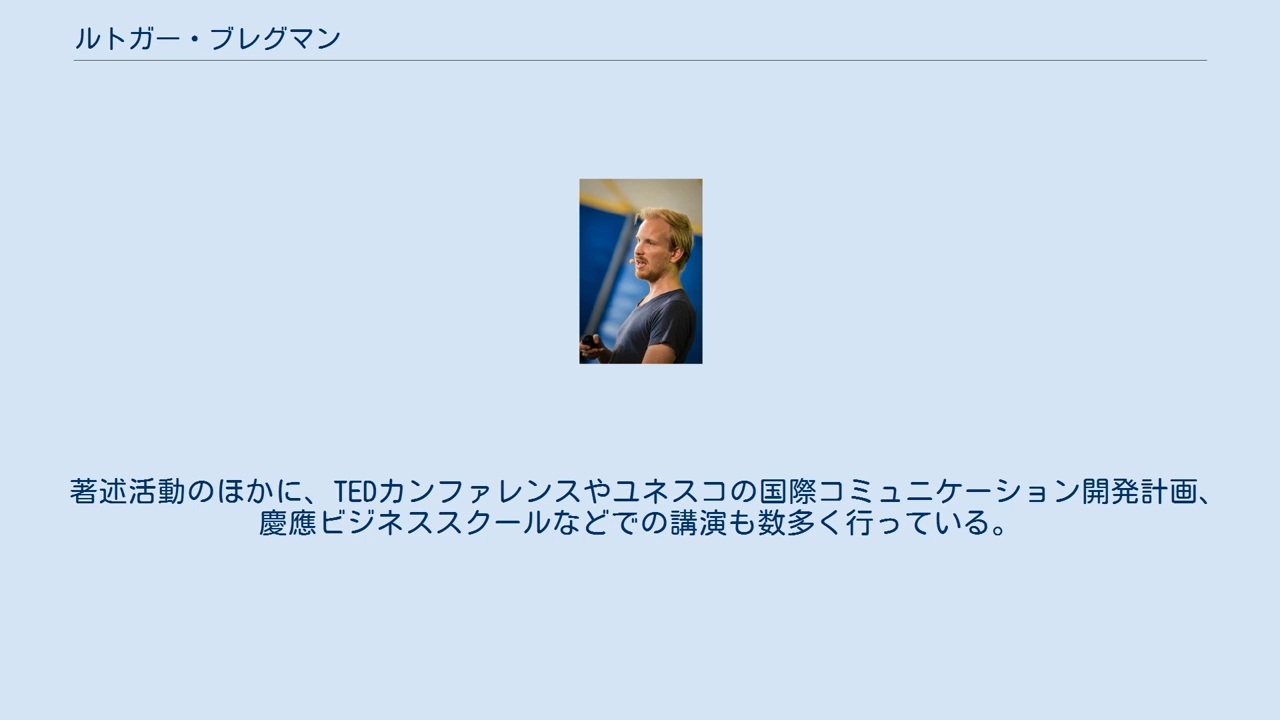 ルトガー・ブレグマン
著述活動のほかに、TEDカンファレンスやユネスコの国際コミュニケーション開発計画、
慶應ビジネススクールなどでの講演も数多く行っている。